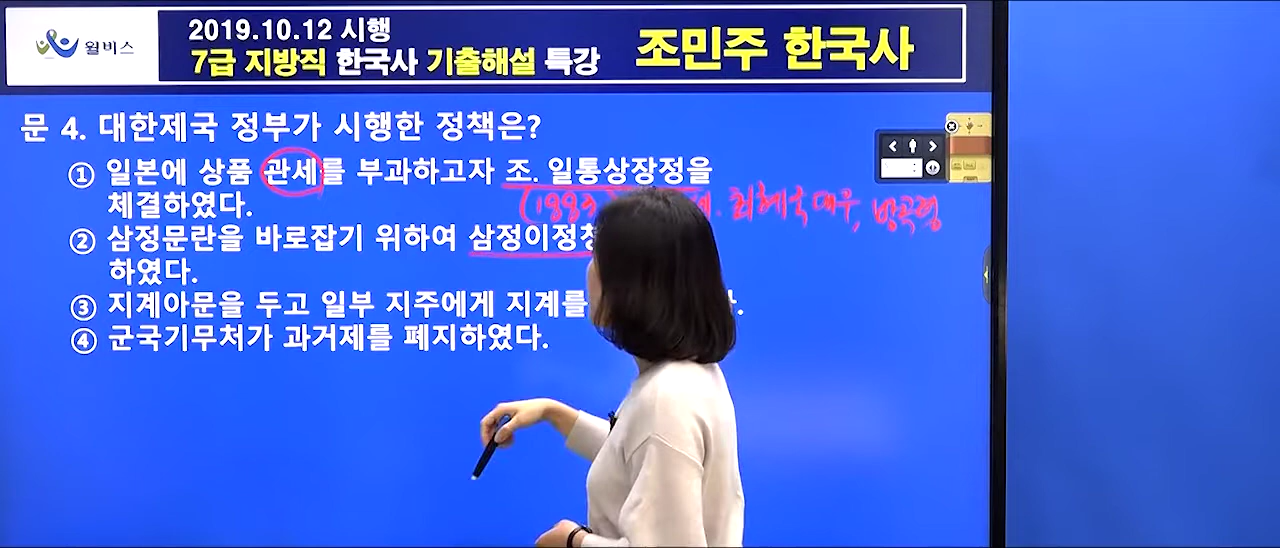 월비스
2019.10.12 시행
7급 지방직 한국사 기출해설 특강
조민주 한국사
문 4. 대한제국 정부가 시행한 정책은?
① 일본에 상품 관세를 부과하고자 조. 일통상장정을
체결하였다.
(1883) 최혜국대우, 방곡령
② 삼정문란을 바로잡기 위하여 삼정이정청
하였다.
③ 지계아문을 두고 일부 지주에게 지계를
④ 군국기무처가 과거제를 폐지하였다.